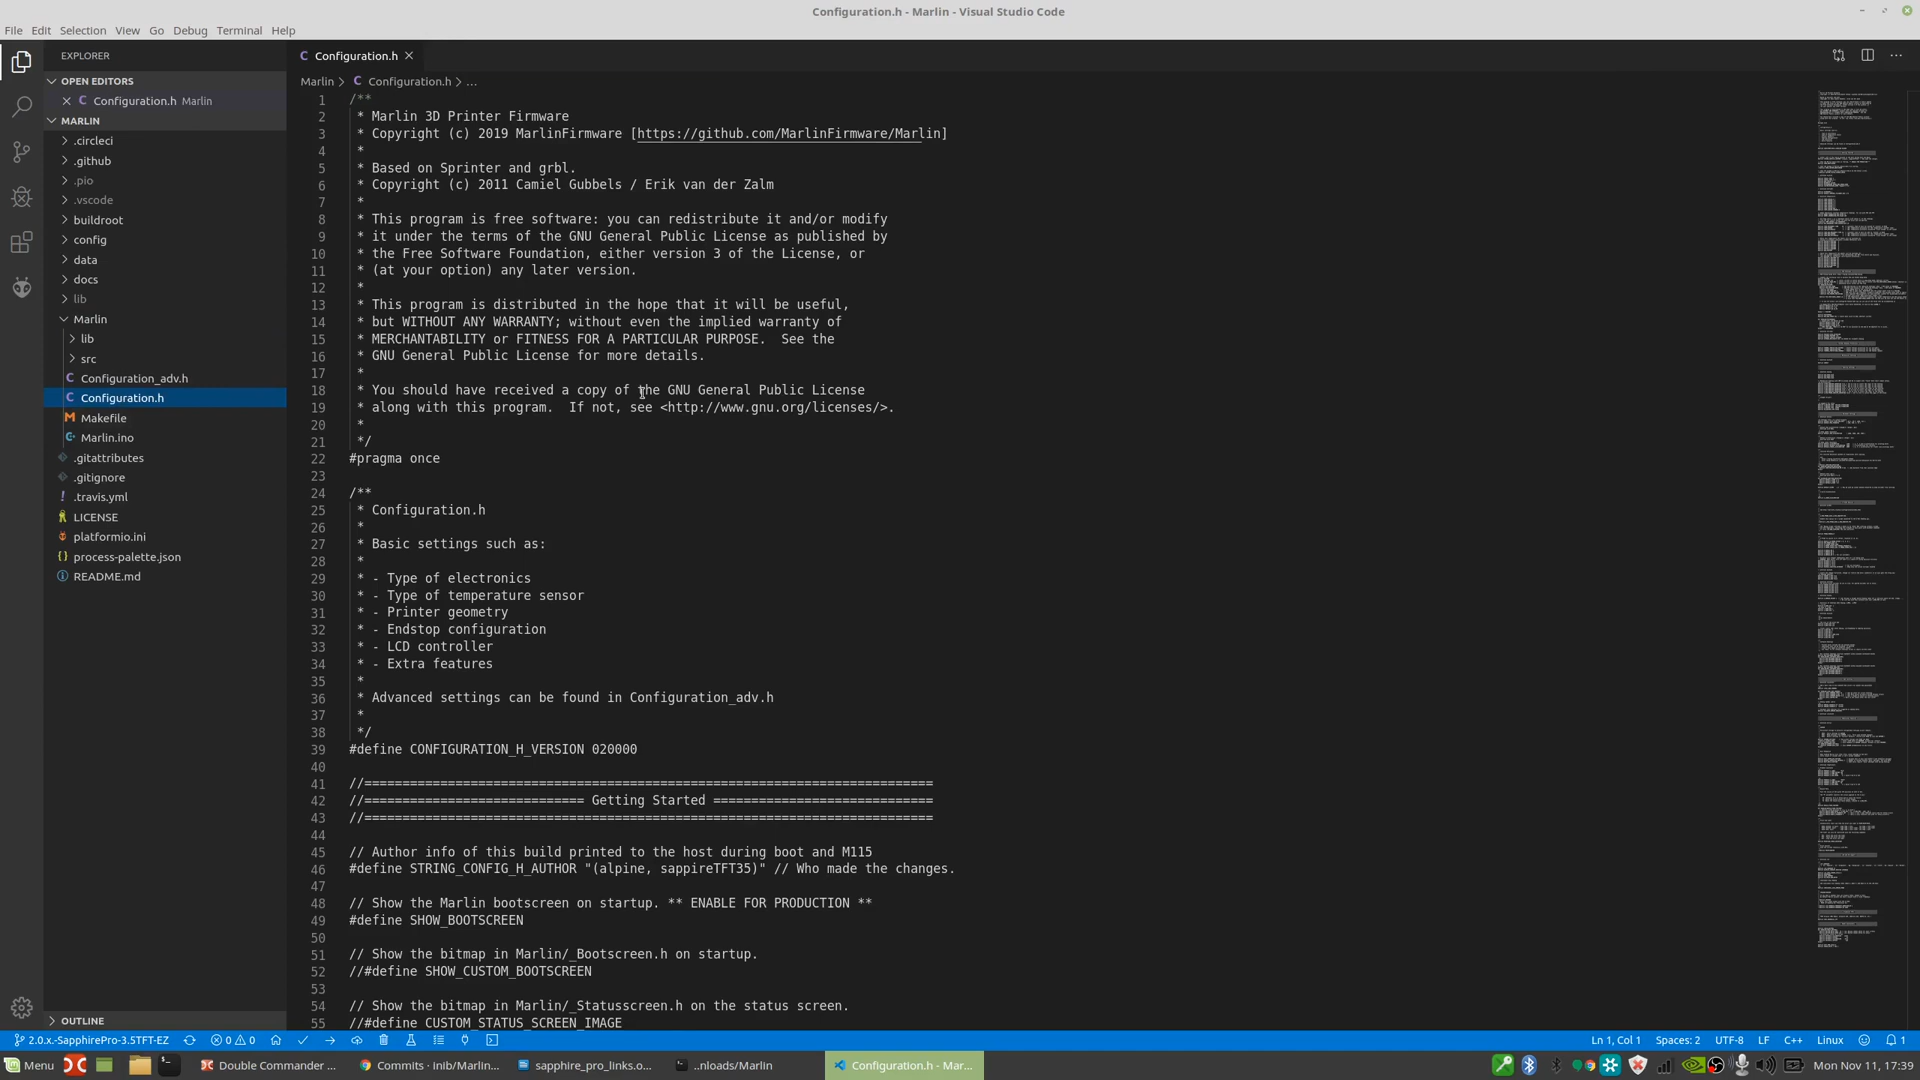 Configuration.h - Marlin - Visual Studio Code
File Edit Selection View Go Debug Terminal Help
EXPLORER
OPEN EDITORS
Configuration.h Marlin
MARLIN
.circleci
.github
.pio
.vscode
buildroot
config
data
docs
lib
Marlin
lib
src
Configuration_adv.h
Configuration.h
Makefile
Marlin.ino
.gitattributes
.gitignore
.travis.yml
LICENSE
platformio.ini
process-palette.json
README.md
OUTLINE
Configuration.h
Marlin > C Configuration.h > ...
1 /**
2 * Marlin 3D Printer Firmware
3 * Copyright (c) 2019 MarlinFirmware [https://github.com/MarlinFirmware/Marlin]
4 *
5 * Based on Sprinter and grbl.
6 * Copyright (c) 2011 Camiel Gubbels / Erik van der Zalm
7 *
8 * This program is free software: you can redistribute it and/or modify
9 * it under the terms of the GNU General Public License as published by
10 * the Free Software Foundation, either version 3 of the License, or
11 * (at your option) any later version.
12 *
13 * This program is distributed in the hope that it will be useful,
14 * but WITHOUT ANY WARRANTY; without even the implied warranty of
15 * MERCHANTABILITY or FITNESS FOR A PARTICULAR PURPOSE.  See the
16 * GNU General Public License for more details.
17 *
18 * You should have received a copy of the GNU General Public License
19 * along with this program.  If not, see <http://www.gnu.org/licenses/>.
20 *
21 */
22 #pragma once
23
24 /**
25 * Configuration.h
26 *
27 * Basic settings such as:
28 *
29 * - Type of electronics
30 * - Type of temperature sensor
31 * - Printer geometry
32 * - Endstop configuration
33 * - LCD controller
34 * - Extra features
35 *
36 * Advanced settings can be found in Configuration_adv.h
37 *
38 */
39 #define CONFIGURATION_H_VERSION 020000
40
41 //===========================================================================
42 //============================= Getting Started =============================
43 //===========================================================================
44
45 // Author info of this build printed to the host during boot and M115
46 #define STRING_CONFIG_H_AUTHOR "(alpine, sappireTFT35)" // Who made the changes.
47
48 // Show the Marlin bootscreen on startup. ** ENABLE FOR PRODUCTION **
49 #define SHOW_BOOTSCREEN
50
51 // Show the bitmap in Marlin/_Bootscreen.h on startup.
52 //#define SHOW_CUSTOM_BOOTSCREEN
53
54 // Show the bitmap in Marlin/_Statusscreen.h on the status screen.
55 //#define CUSTOM_STATUS_SCREEN_IMAGE
2.0.x.-SapphirePro-3.5TFT-EZ 0 0 Ln 1, Col 1 Spaces: 2 UTF-8 LF C++ Linux 1
Menu Double Commander ... Commits · lnib/Marlin... sapphire_pro_links.o... ..nloads/Marlin Configuration.h - Mar... Mon Nov 11, 17:39